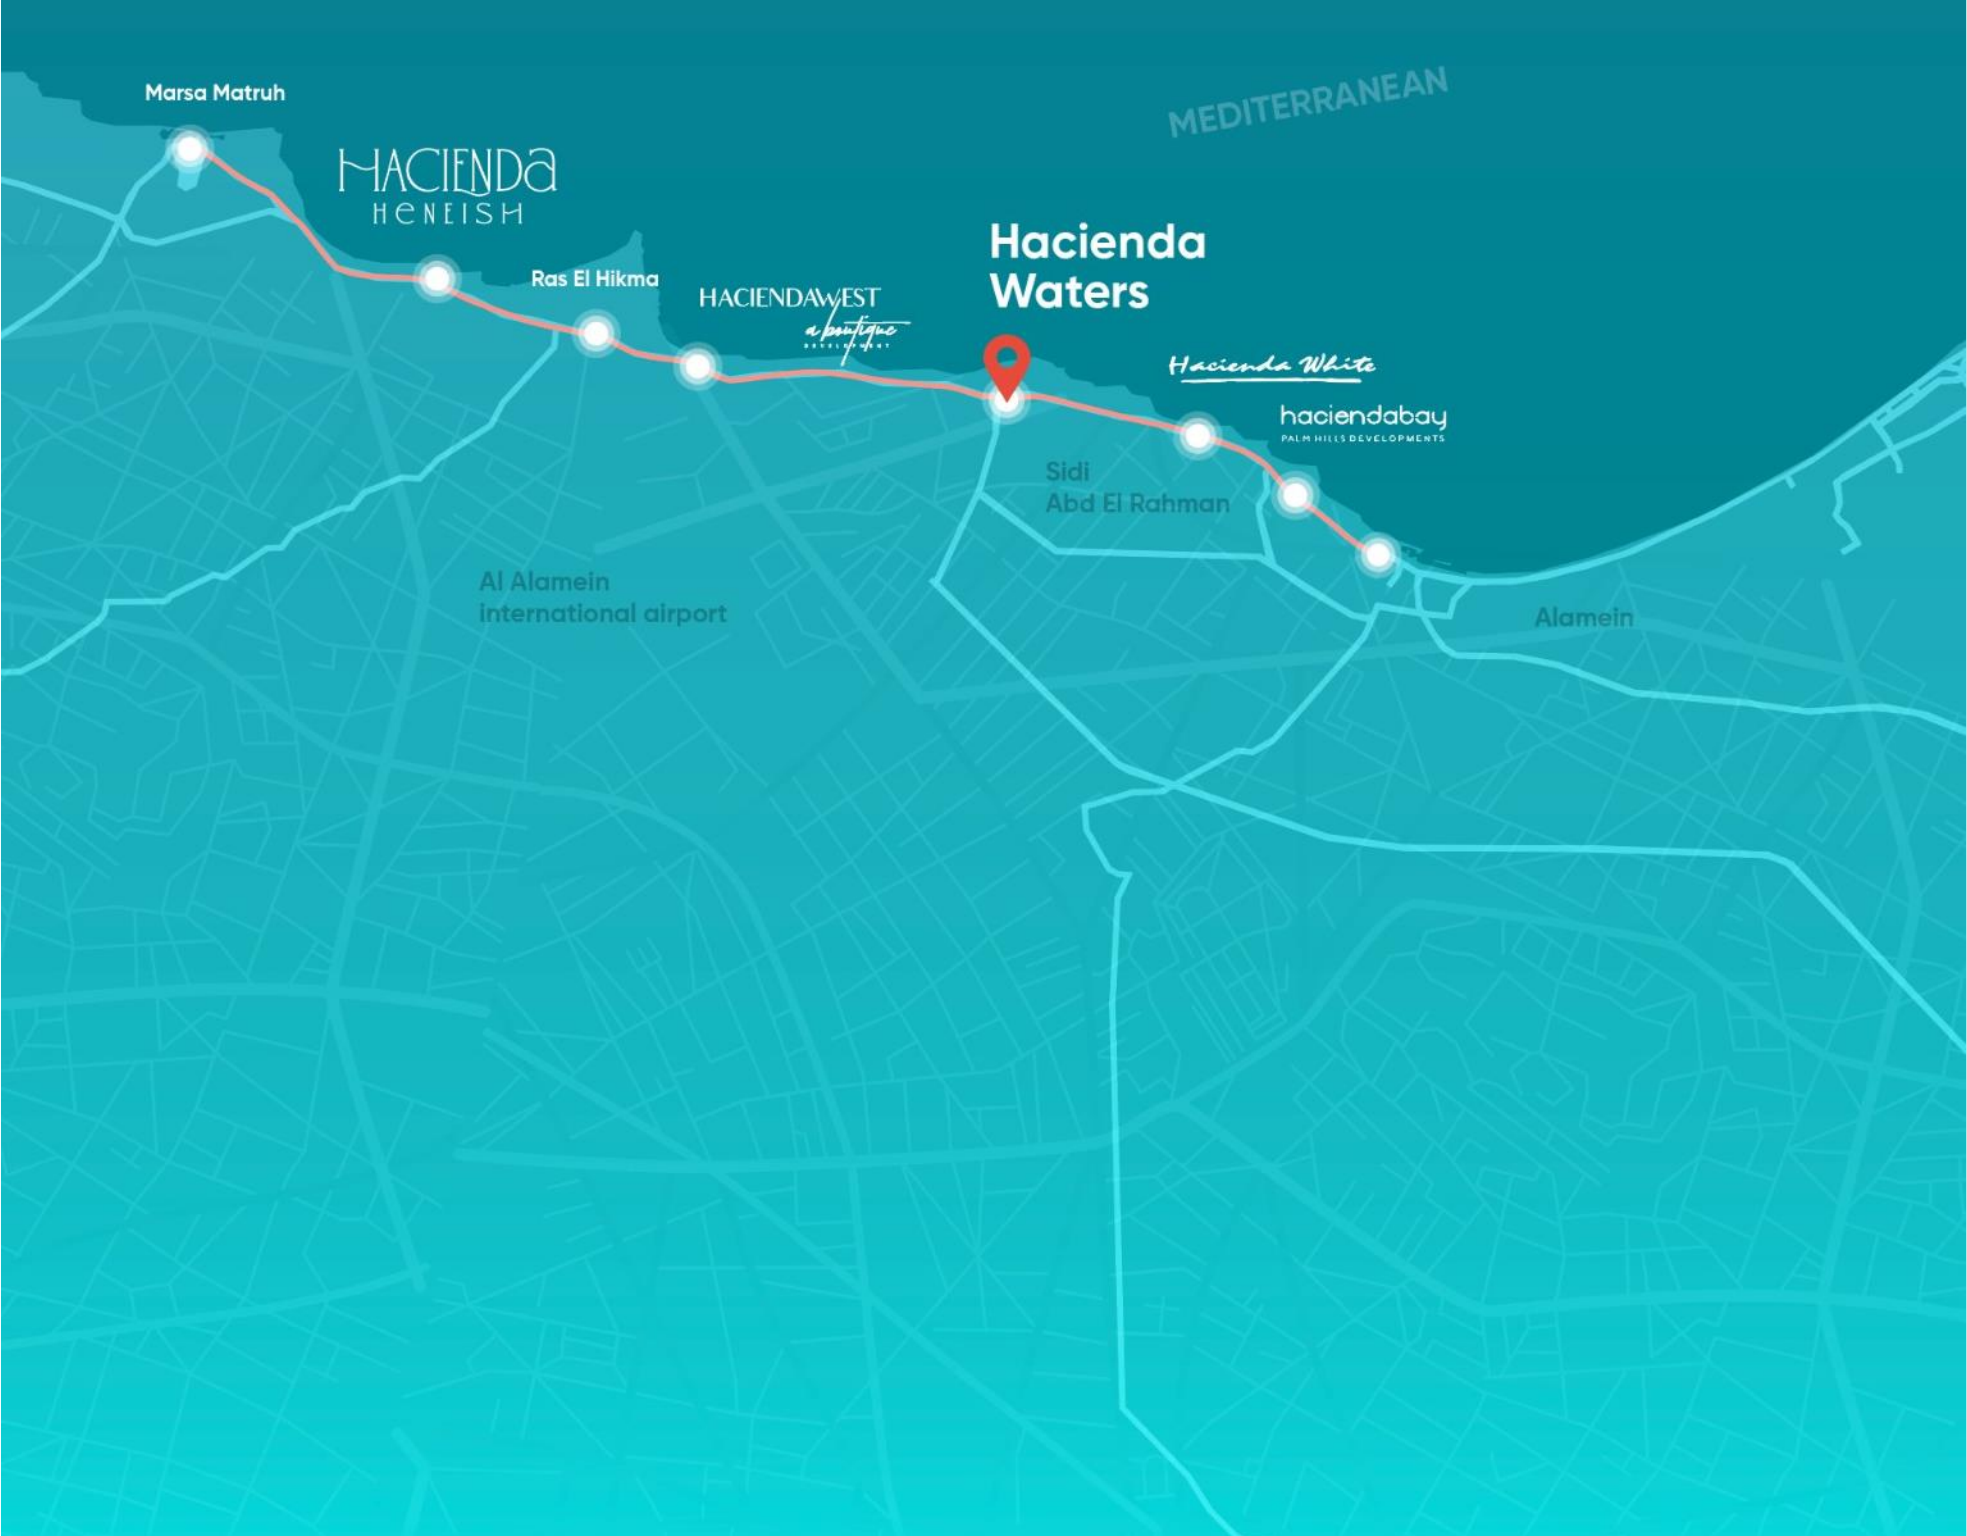 MEDITERRANEAN
Marsa Matruh
HACIENDA
HENEISH
Ras El Hikma
HACIENDAWEST
a boutique
DEVELOPMENT
Hacienda
Waters
Hacienda White
haciendabay
PALM HILLS DEVELOPMENTS
Sidi
Abd El Rahman
Al Alamein
international airport
Alamein